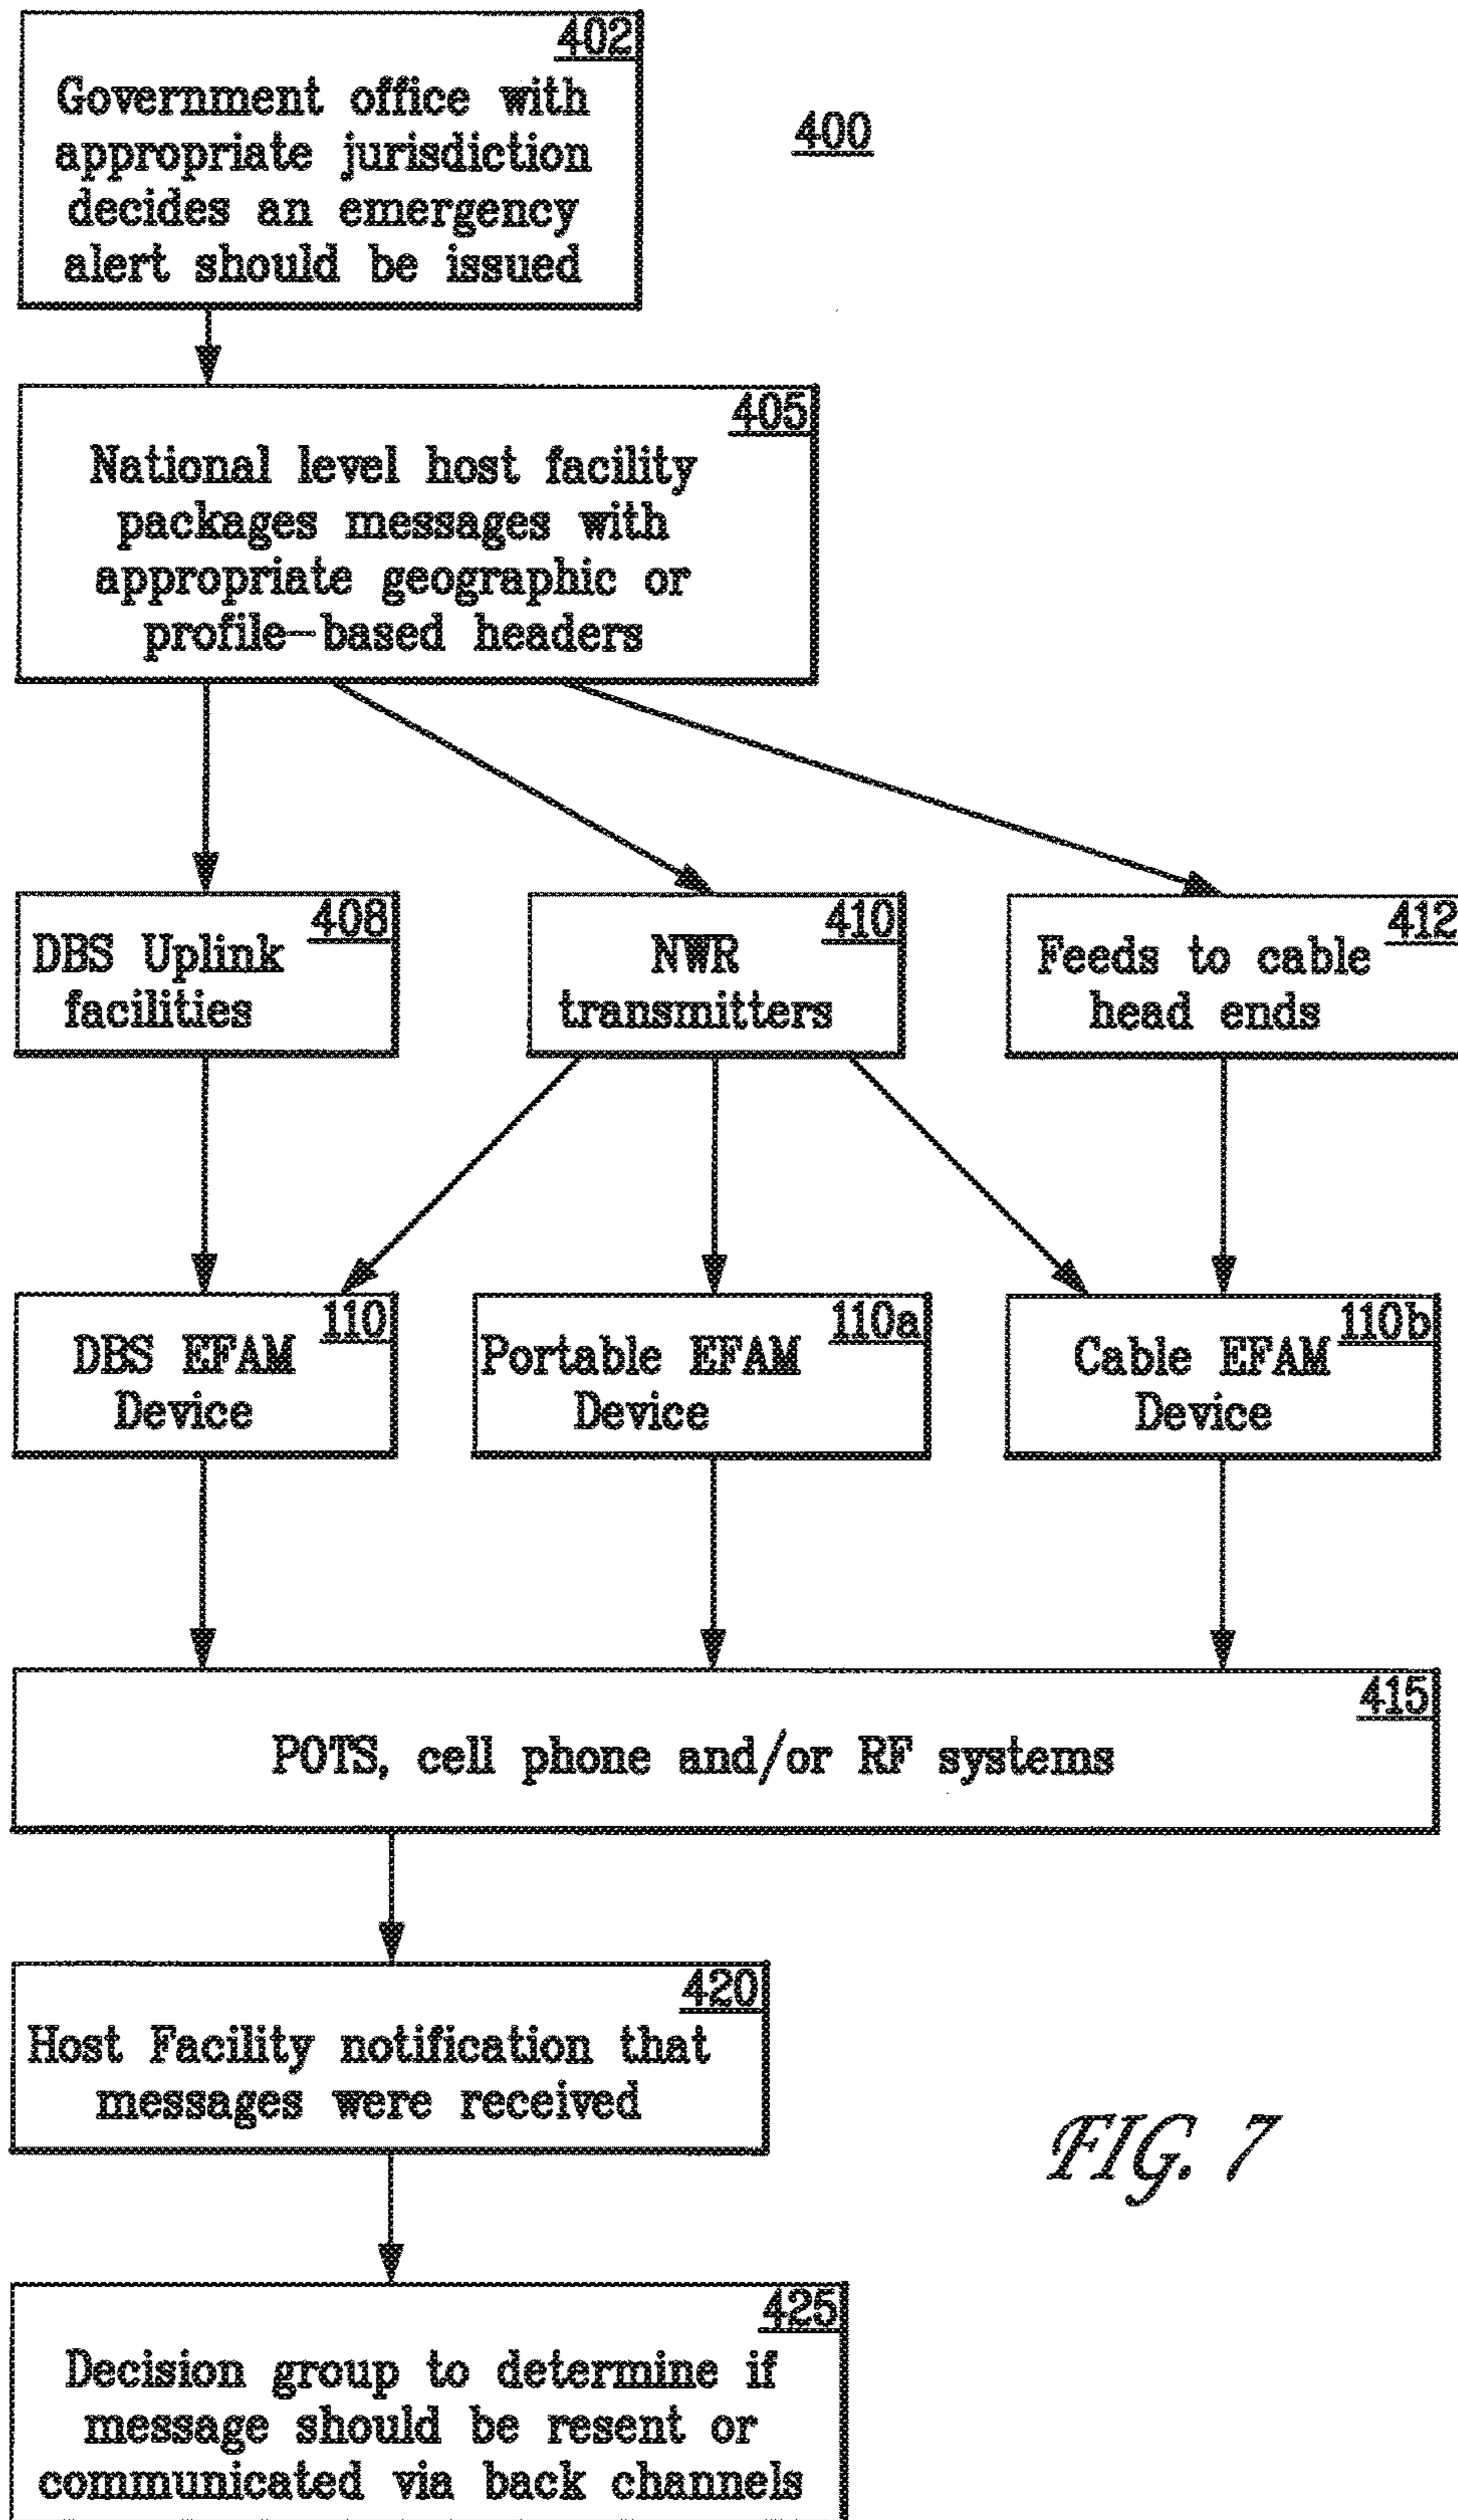 402
Government office with
appropriate jurisdiction
decides an emergency
alert should be issued
400
405
National level host facility
packages messages with
appropriate geographic or
profile-based headers
408
DBS Uplink
facilities
410
NWR
transmitters
412
Feeds to cable
head ends
110
DBS EFAM
Device
110a
Portable EFAM
Device
110b
Cable EFAM
Device
415
POTS, cell phone and/or RF systems
420
Host Facility notification that
messages were received
FIG. 7
425
Decision group to determine if
message should be resent or
communicated via back channels